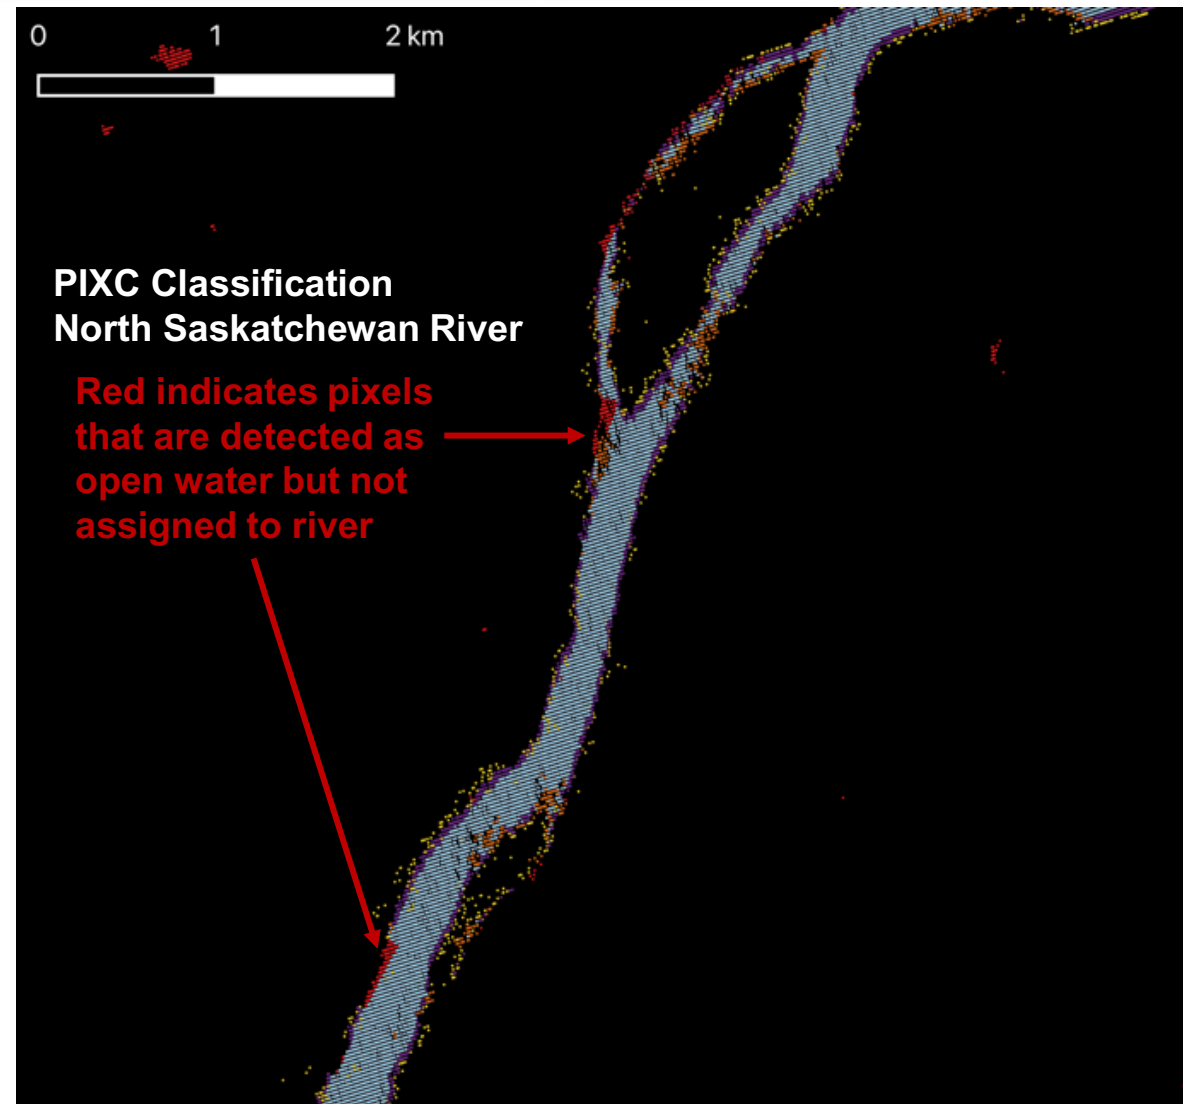 0 1 2 km
PIXC Classification
North Saskatchewan River
Red indicates pixels
that are detected as
open water but not
assigned to river